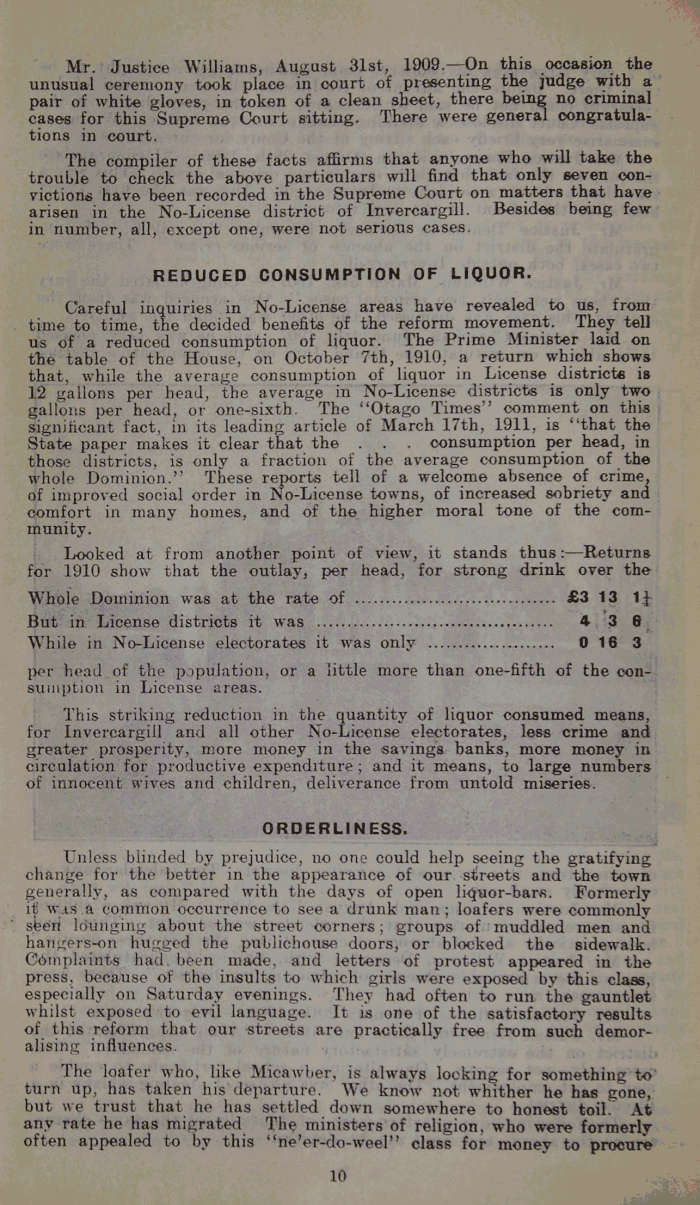 Mr. Justice Williams, August 31st, 1909.—On this occasion the
unusual ceremony took place in court of presenting the judge with a
pair of white gloves, in token of a clean sheet, there being no criminal
cases for this Supreme Court sitting. There were general congratula-
tions in court.
The compiler of these facts affirms that anyone who will take the
trouble to check the above particulars will find that only seven con-
victions have been recorded in the Supreme Court on matters that have
arisen in the No-License district of Invercargill. Besides being few
in number, all, except one, were not serious cases.
REDUCED CONSUMPTION OF LIQUOR.
Careful inquiries in No-License areas have revealed to us, from
time to time, the decided benefits of the reform movement. They tell
us of a reduced consumption of liquor. The Prime Minister laid on
the table of the House, on October 7th, 1910, a return which shows
that, while the average consumption of liquor in License districts is
12 gallons per head, the average in No-License districts is only two
gallons per head, or one-sixth. The "Otago Times" comment on this
significant fact, in its leading article of March 17th, 1911, is "that the
State paper makes it clear that the . . . consumption per head, in
those districts, is only a fraction of the average consumption of the
whole Dominion." These reports tell of a welcome absence of crime,
of improved social order in No-License towns, of increased sobriety and
comfort in many homes, and of the higher moral tone of the com-
munity.
Looked at from another point of view, it stands thus:—Returns
for 1910 show that the outlay, per head, for strong drink over the
Whole Dominion was at the rate of ................................ £3 13 1¼
But in License districts it was ...................................... 4 3 6
While in No-License electorates it was only ..................... 0 16 3
per head of the population, or a little more than one-fifth of the con-
sumption in License areas.
This striking reduction in the quantity of liquor consumed means,
for Invercargill and all other No-License electorates, less crime and
greater prosperity, more money in the savings banks, more money in
circulation for productive expenditure; and it means, to large numbers
of innocent wives and children, deliverance from untold miseries.
ORDERLINESS.
Unless blinded by prejudice, no one could help seeing the gratifying
change for the better in the appearance of our streets and the town
generally, as compared with the days of open liquor-bars. Formerly
it was a common occurrence to see a drunk man; loafers were commonly
seen lounging about the street corners; groups of muddled men and
hangers-on hugged the publichouse doors, or blocked the sidewalk.
Complaints had been made, and letters of protest appeared in the
press, because of the insults to which girls were exposed by this class,
especially on Saturday evenings. They had often to run the gauntlet
whilst exposed to evil language. It is one of the satisfactory results
of this reform that our streets are practically free from such demor-
alising influences.
The loafer who, like Micawber, is always looking for something to
turn up, has taken his departure. We know not whither he has gone,
but we trust that he has settled down somewhere to honest toil. At
any rate he has migrated The ministers of religion, who were formerly
often appealed to by this "ne'er-do-weel" class for money to procure
10